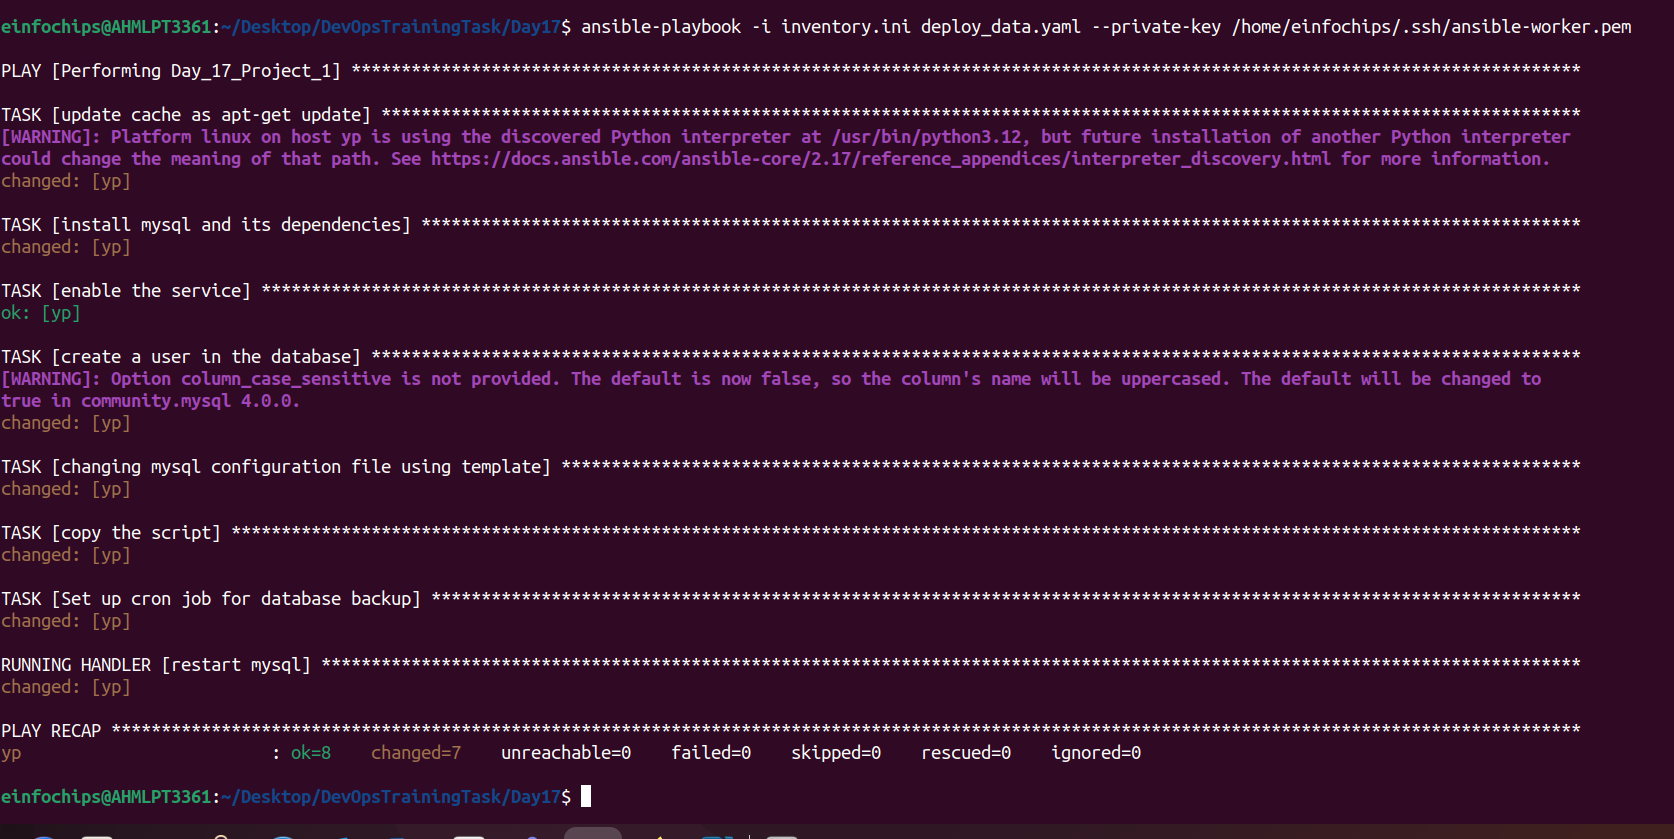 einfochips@AHMLPT3361:~/Desktop/DevOpsTrainingTask/Day17$ ansible-playbook -i inventory.ini deploy_data.yaml --private-key /home/einfochips/.ssh/ansible-worker.pem
PLAY [Performing Day_17_Project_1] ***************************************************************************************************************************
TASK [update cache as apt-get update] ************************************************************************************************************************
[WARNING]: Platform linux on host yp is using the discovered Python interpreter at /usr/bin/python3.12, but future installation of another Python interpreter
could change the meaning of that path. See https://docs.ansible.com/ansible-core/2.17/reference_appendices/interpreter_discovery.html for more information.
changed: [yp]
TASK [install mysql and its dependencies] ********************************************************************************************************************
changed: [yp]
TASK [enable the service] ************************************************************************************************************************************
ok: [yp]
TASK [create a user in the database] *************************************************************************************************************************
[WARNING]: Option column_case_sensitive is not provided. The default is now false, so the column's name will be uppercased. The default will be changed to
true in community.mysql 4.0.0.
changed: [yp]
TASK [changing mysql configuration file using template] ******************************************************************************************************
changed: [yp]
TASK [copy the script] ***************************************************************************************************************************************
changed: [yp]
TASK [Set up cron job for database backup] *******************************************************************************************************************
changed: [yp]
RUNNING HANDLER [restart mysql] ******************************************************************************************************************************
changed: [yp]
PLAY RECAP ***************************************************************************************************************************************************
yp                         : ok=8    changed=7    unreachable=0    failed=0    skipped=0    rescued=0    ignored=0
einfochips@AHMLPT3361:~/Desktop/DevOpsTrainingTask/Day17$